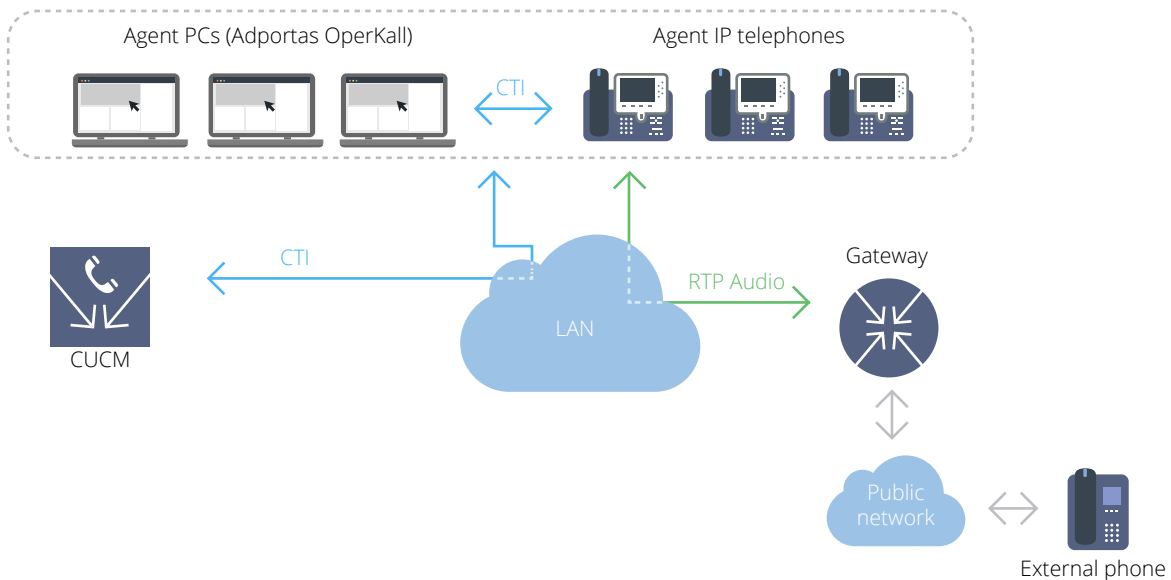 Agent PCs (Adportas OperKall)
Agent IP telephones
CTI
CTI
Gateway
RTP Audio
LAN
CUCM
Public
network
External phone